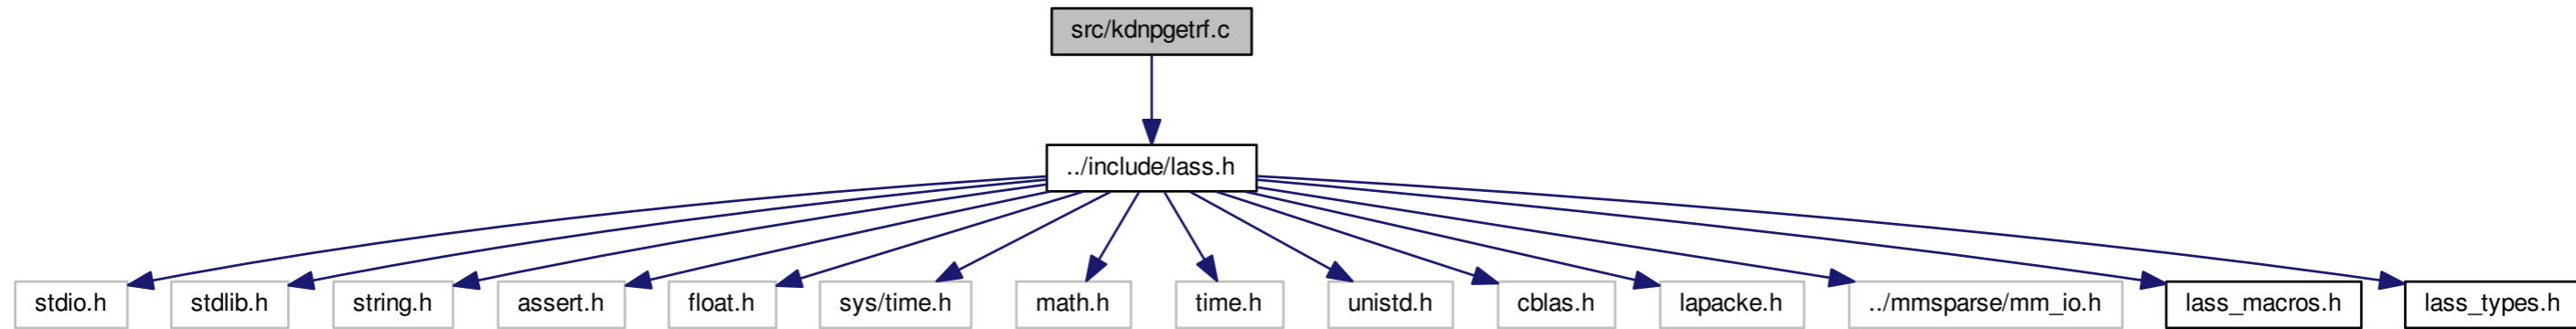 src/kdnpgetrf.c
../include/lass.h
stdio.h
stdlib.h
string.h
assert.h
float.h
sys/time.h
math.h
time.h
unistd.h
cblas.h
lapacke.h
../mmsparse/mm_io.h
lass_macros.h
lass_types.h